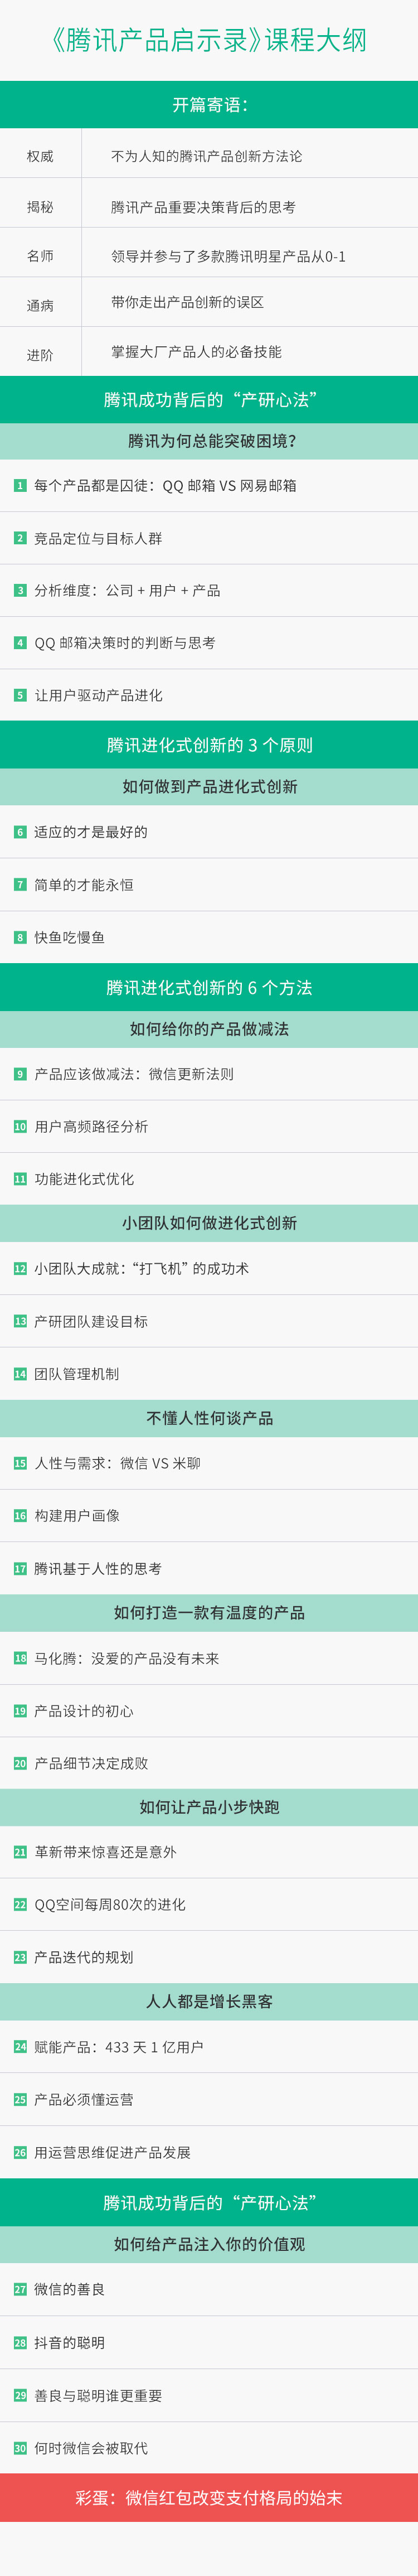 《腾讯产品启示录》课程大纲
开篇寄语：
权威 不为人知的腾讯产品创新方法论
揭秘 腾讯产品重要决策背后的思考
名师 领导并参与了多款腾讯明星产品从0-1
通病 带你走出产品创新的误区
进阶 掌握大厂产品人的必备技能
腾讯成功背后的“产研心法”
腾讯为何总能突破困境？
1 每个产品都是囚徒：QQ 邮箱 VS 网易邮箱
2 竞品定位与目标人群
3 分析维度：公司 + 用户 + 产品
4 QQ 邮箱决策时的判断与思考
5 让用户驱动产品进化
腾讯进化式创新的 3 个原则
如何做到产品进化式创新
6 适应的才是最好的
7 简单的才能永恒
8 快鱼吃慢鱼
腾讯进化式创新的 6 个方法
如何给你的产品做减法
9 产品应该做减法：微信更新法则
10 用户高频路径分析
11 功能进化式优化
小团队如何做进化式创新
12 小团队大成就：“打飞机” 的成功术
13 产研团队建设目标
14 团队管理机制
不懂人性何谈产品
15 人性与需求：微信 VS 米聊
16 构建用户画像
17 腾讯基于人性的思考
如何打造一款有温度的产品
18 马化腾：没爱的产品没有未来
19 产品设计的初心
20 产品细节决定成败
如何让产品小步快跑
21 革新带来惊喜还是意外
22 QQ空间每周80次的进化
23 产品迭代的规划
人人都是增长黑客
24 赋能产品：433 天 1 亿用户
25 产品必须懂运营
26 用运营思维促进产品发展
腾讯成功背后的“产研心法”
如何给产品注入你的价值观
27 微信的善良
28 抖音的聪明
29 善良与聪明谁更重要
30 何时微信会被取代
彩蛋：微信红包改变支付格局的始末